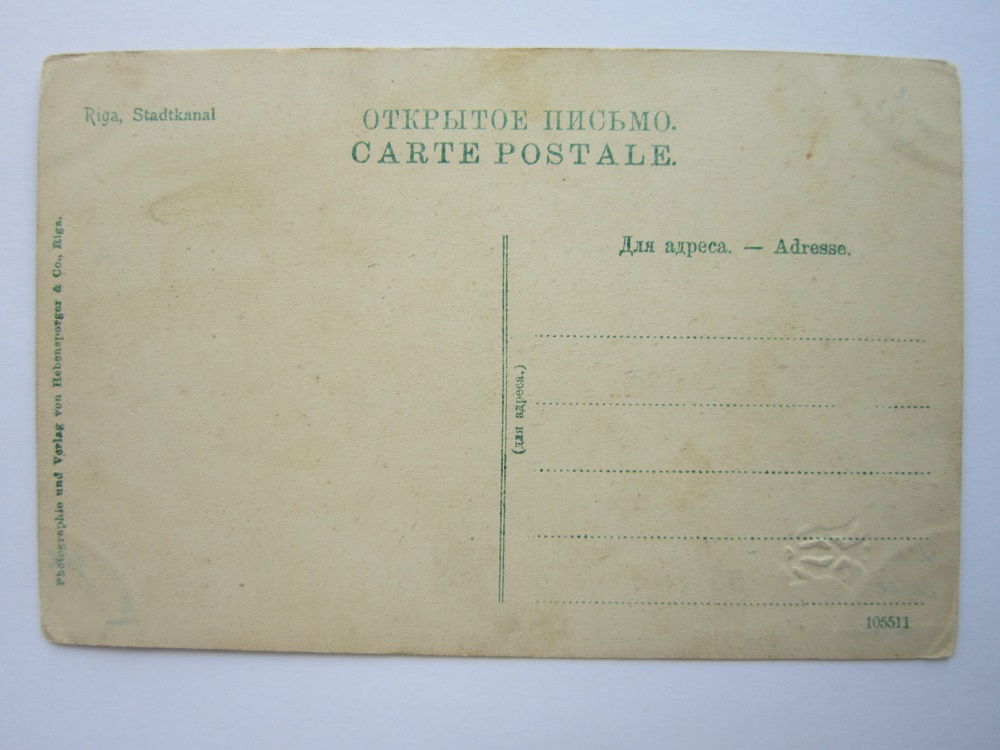 Riga, Stadtkanal
ОТКРЫТОЕ ПИСЬМО.
CARTE POSTALE.
Для адреса. — Adresse.
(для адреса.)
Photographie und Verlag von Hebensperger & Co., Riga.
105511